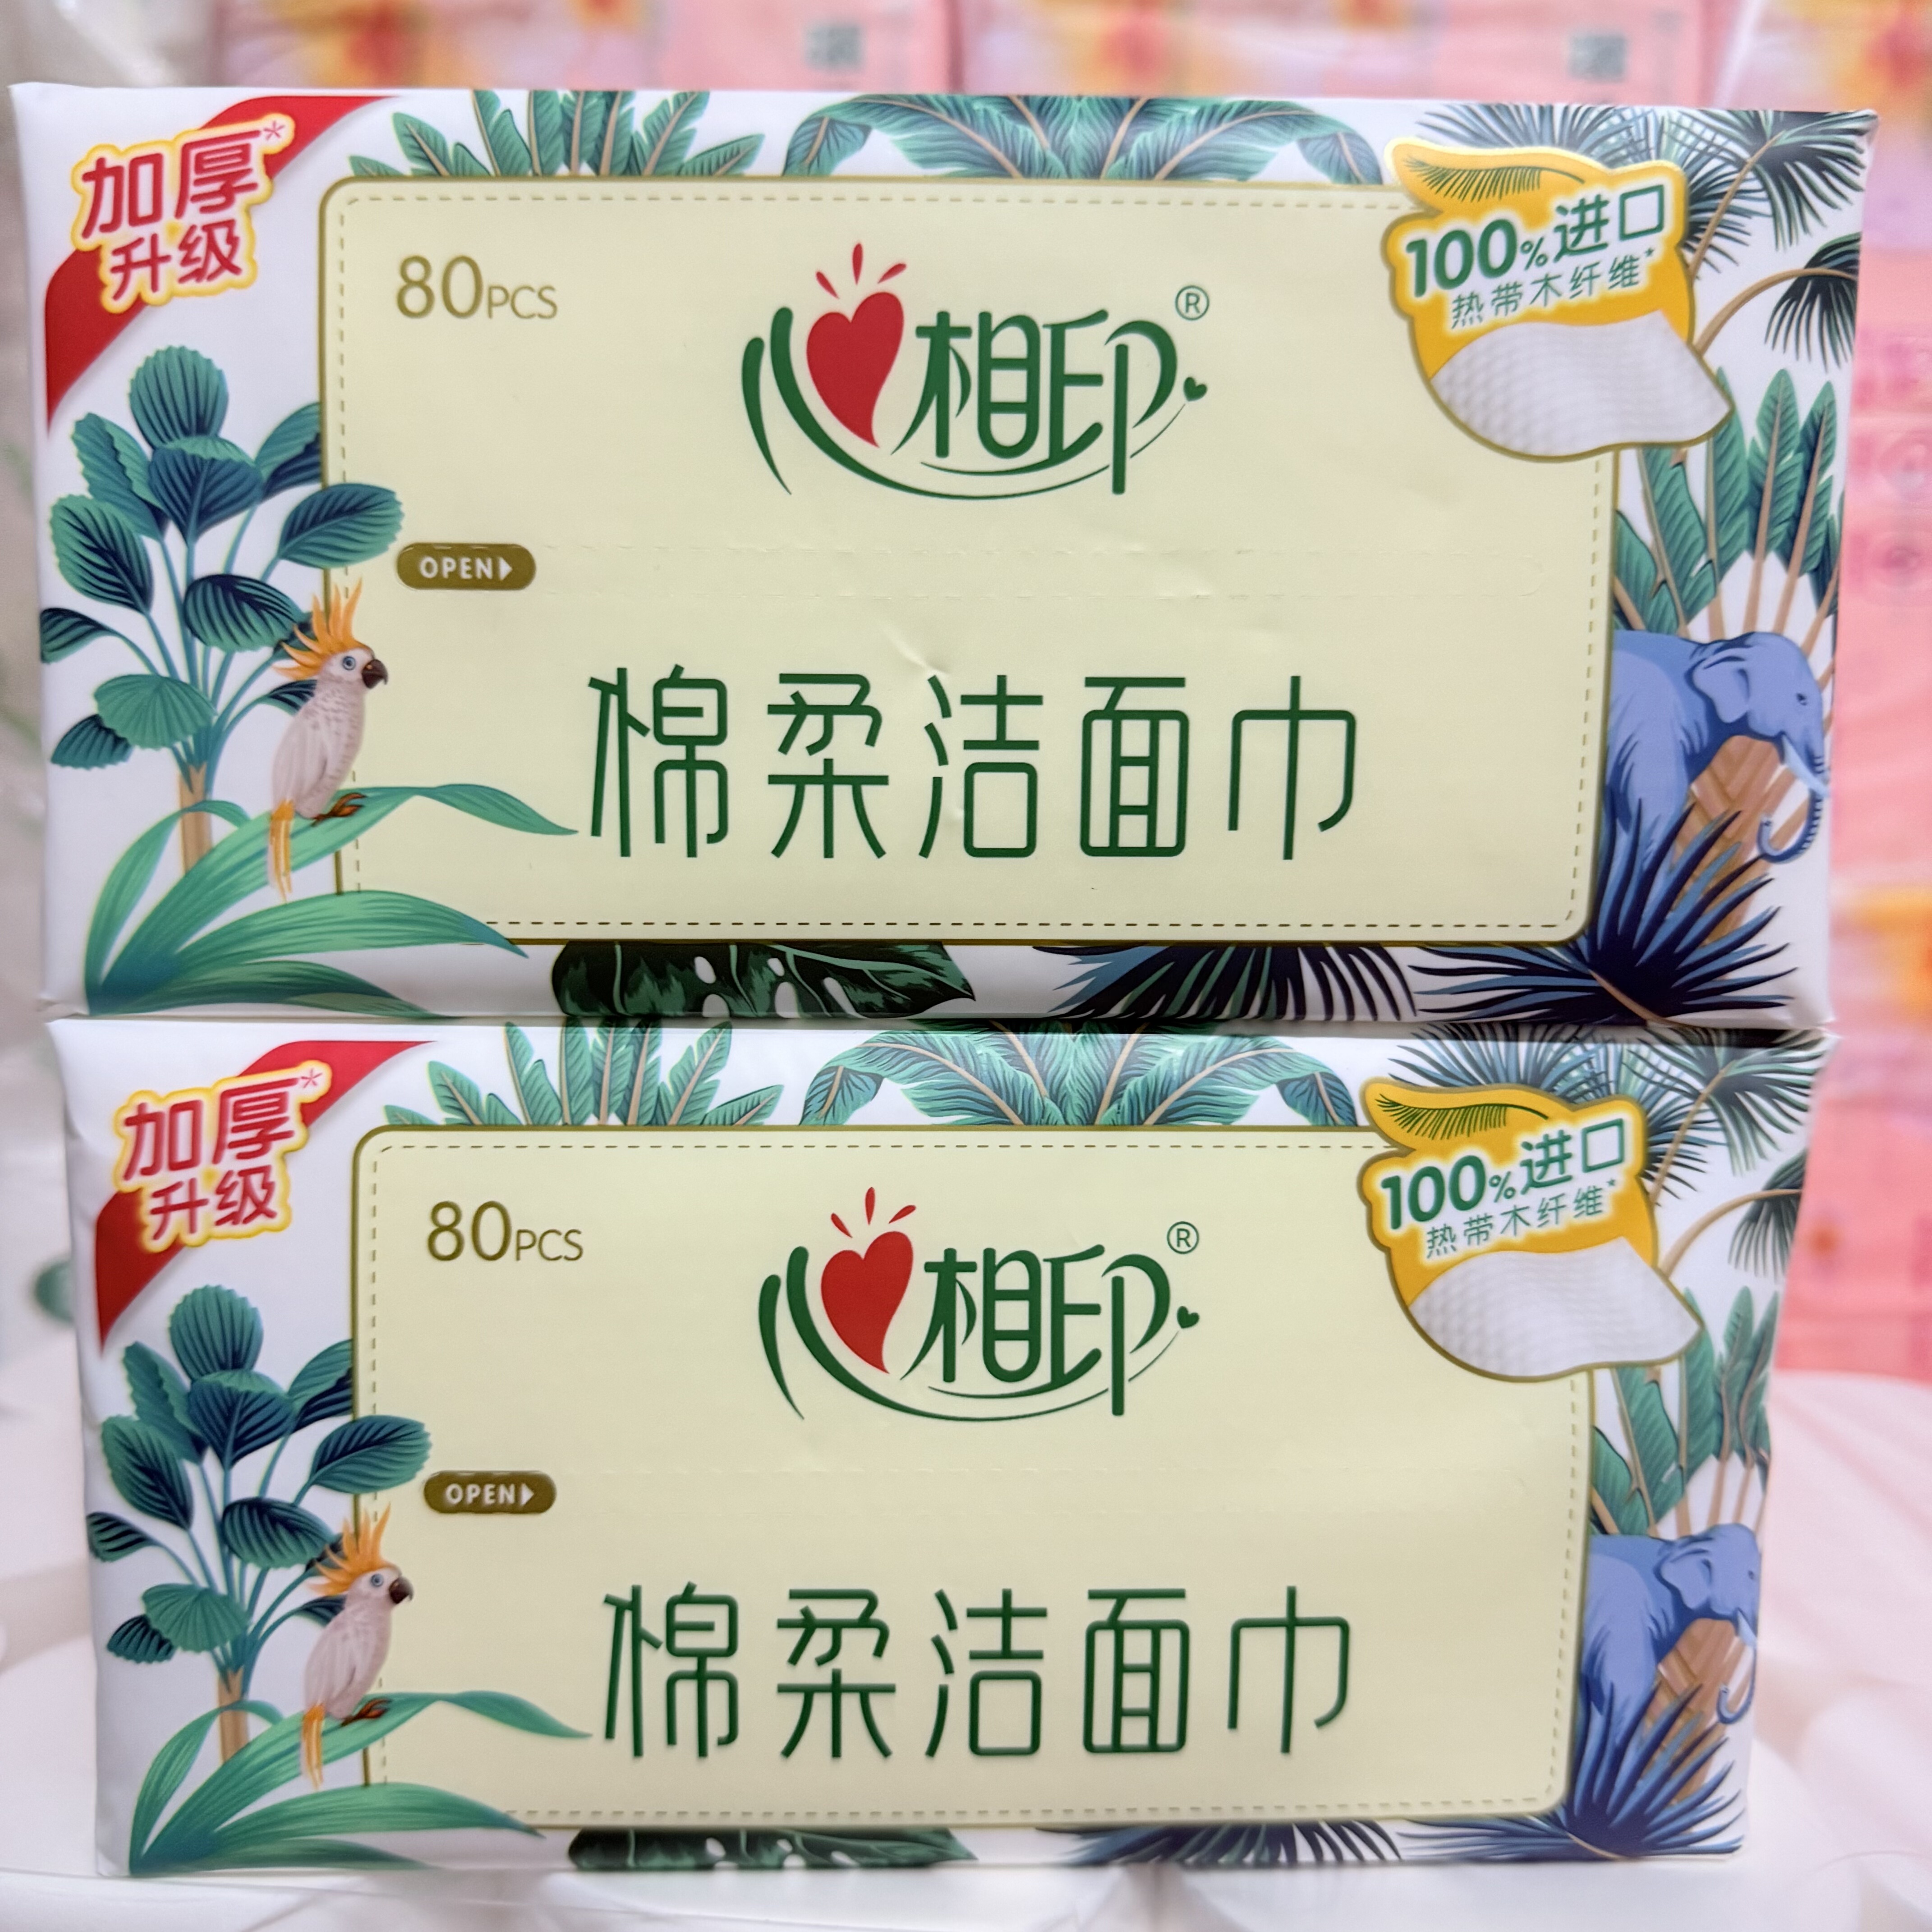 加厚*
升级
80PCS
心相印®
100%进口
热带木纤维*
OPEN
棉柔洁面巾
加厚*
升级
80PCS
心相印®
100%进口
热带木纤维*
OPEN
棉柔洁面巾